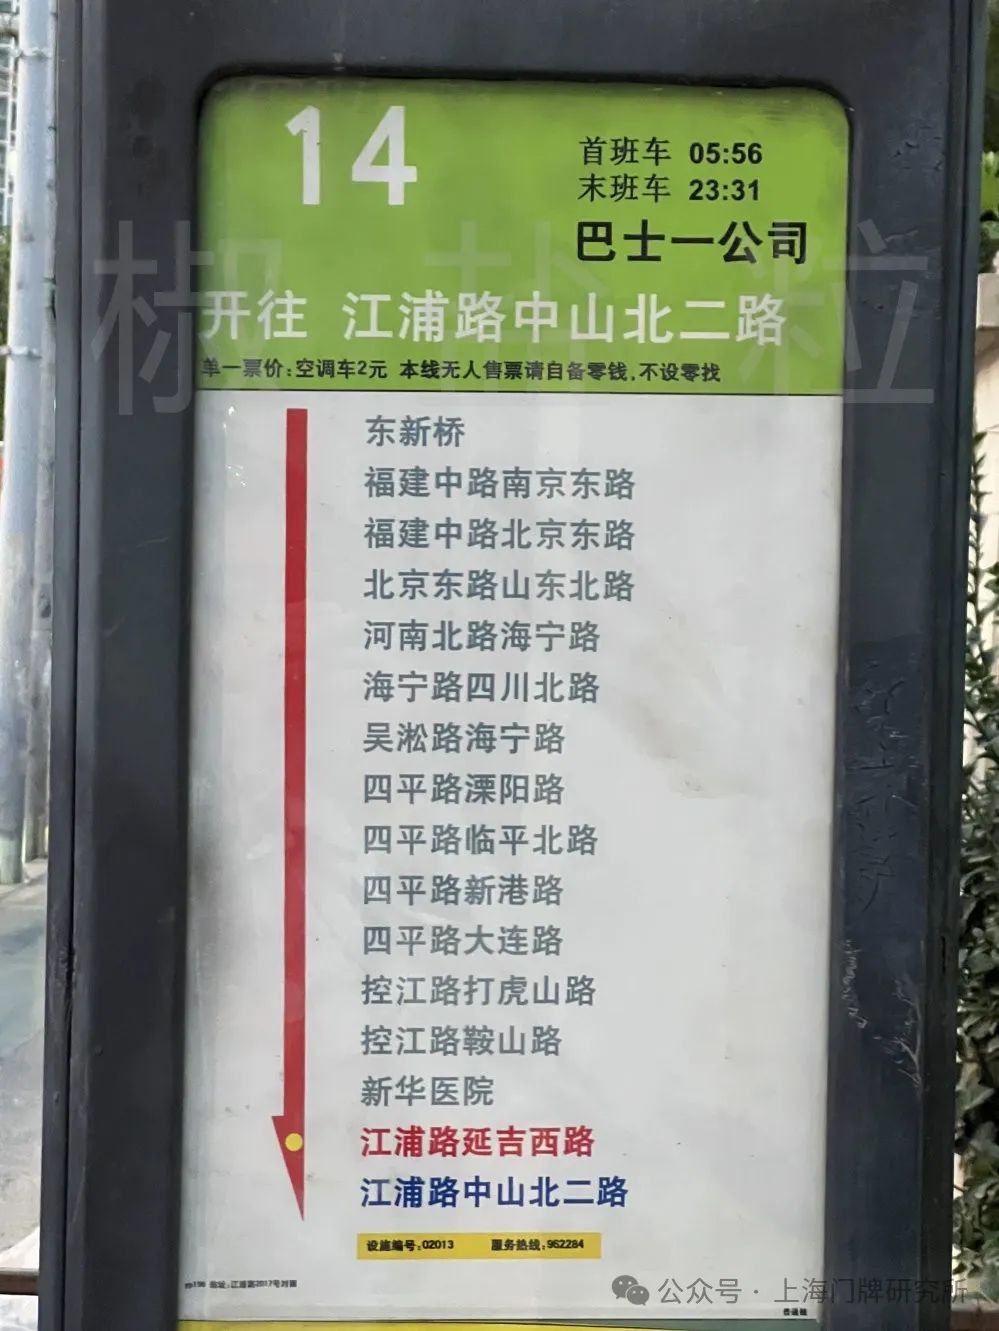 14
首班车 05:56
末班车 23:31
巴士一公司
开往 江浦路中山北二路
单一票价:空调车2元 本线无人售票请自备零钱,不设零找
东新桥
福建中路南京东路
福建中路北京东路
北京东路山东北路
河南北路海宁路
海宁路四川北路
吴淞路海宁路
四平路溧阳路
四平路临平北路
四平路新港路
四平路大连路
控江路打虎山路
控江路鞍山路
新华医院
江浦路延吉西路
江浦路中山北二路
设施编号:02013 服务热线:962284
公众号·上海门牌研究所
椒盐粒